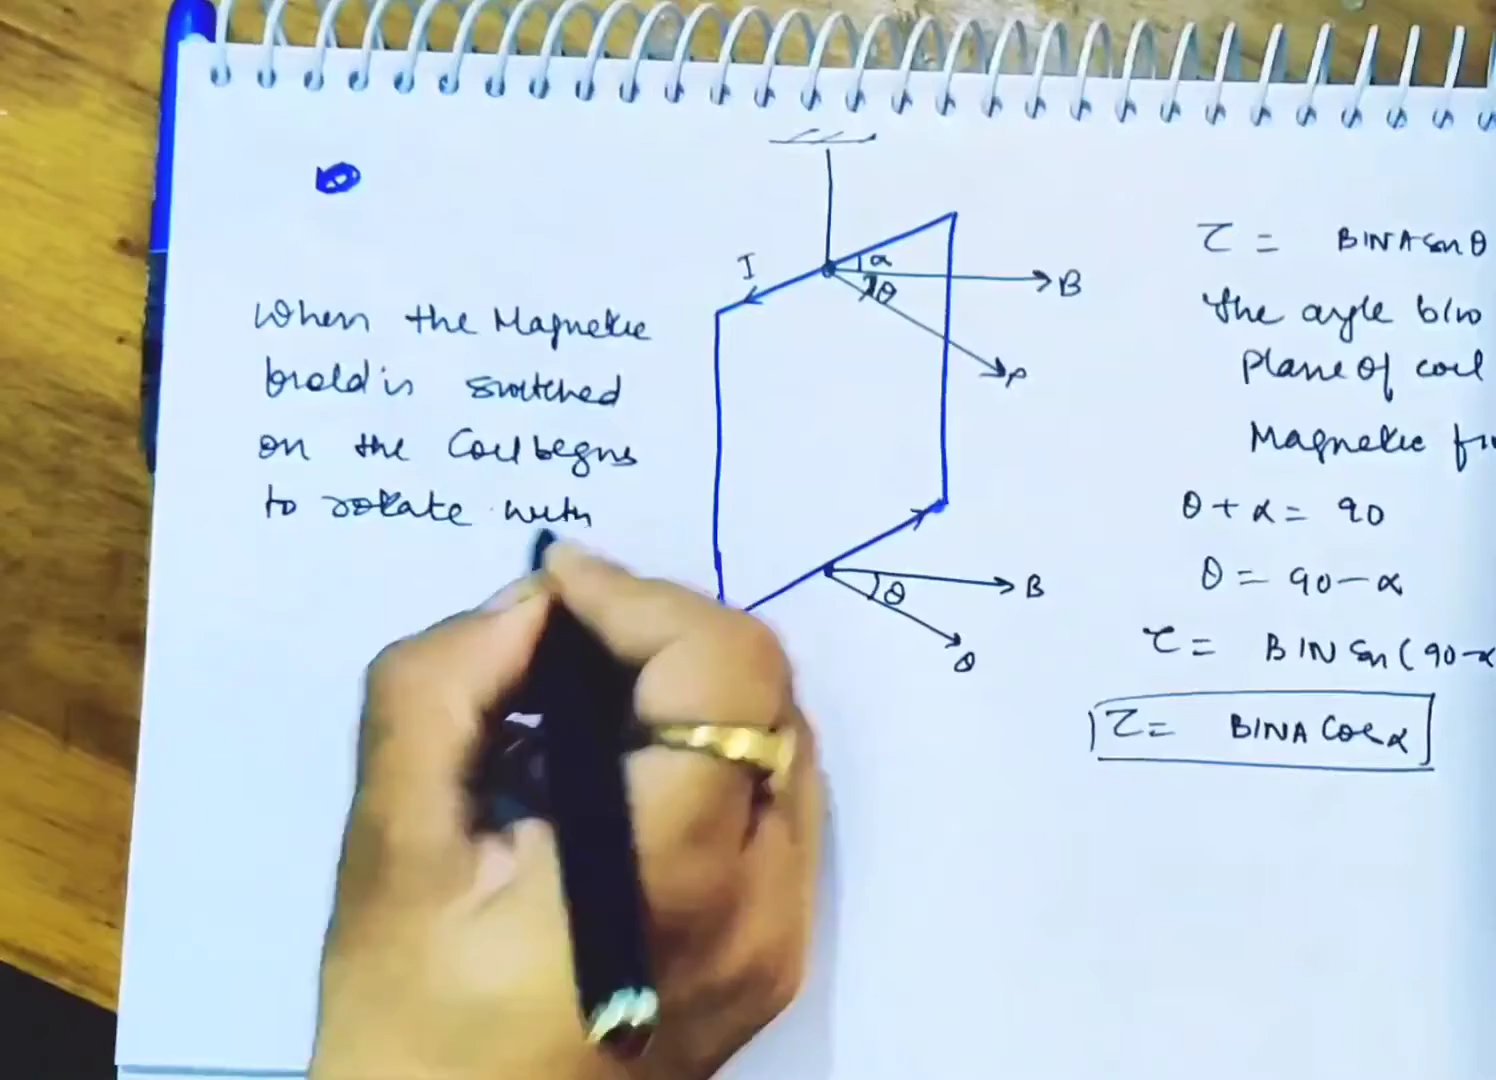 When the Magnetic
field is switched
on the Coil begns
to rotate with
I
α
θ
B
P
θ
B
θ
τ = BINA Sin θ
The angle b/w
plane of coil
Magnetic
θ + α = 90
θ = 90 - α
τ = BIN Sin (90 - α
τ = BINA Cos α